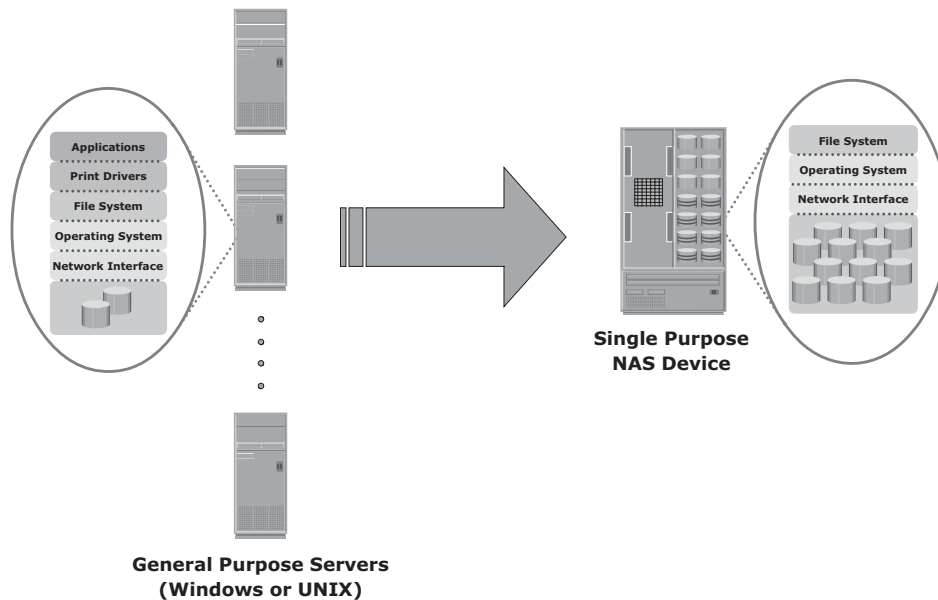 Applications
Print Drivers
File System
Operating System
Network Interface
General Purpose Servers
(Windows or UNIX)
Single Purpose
NAS Device
File System
Operating System
Network Interface